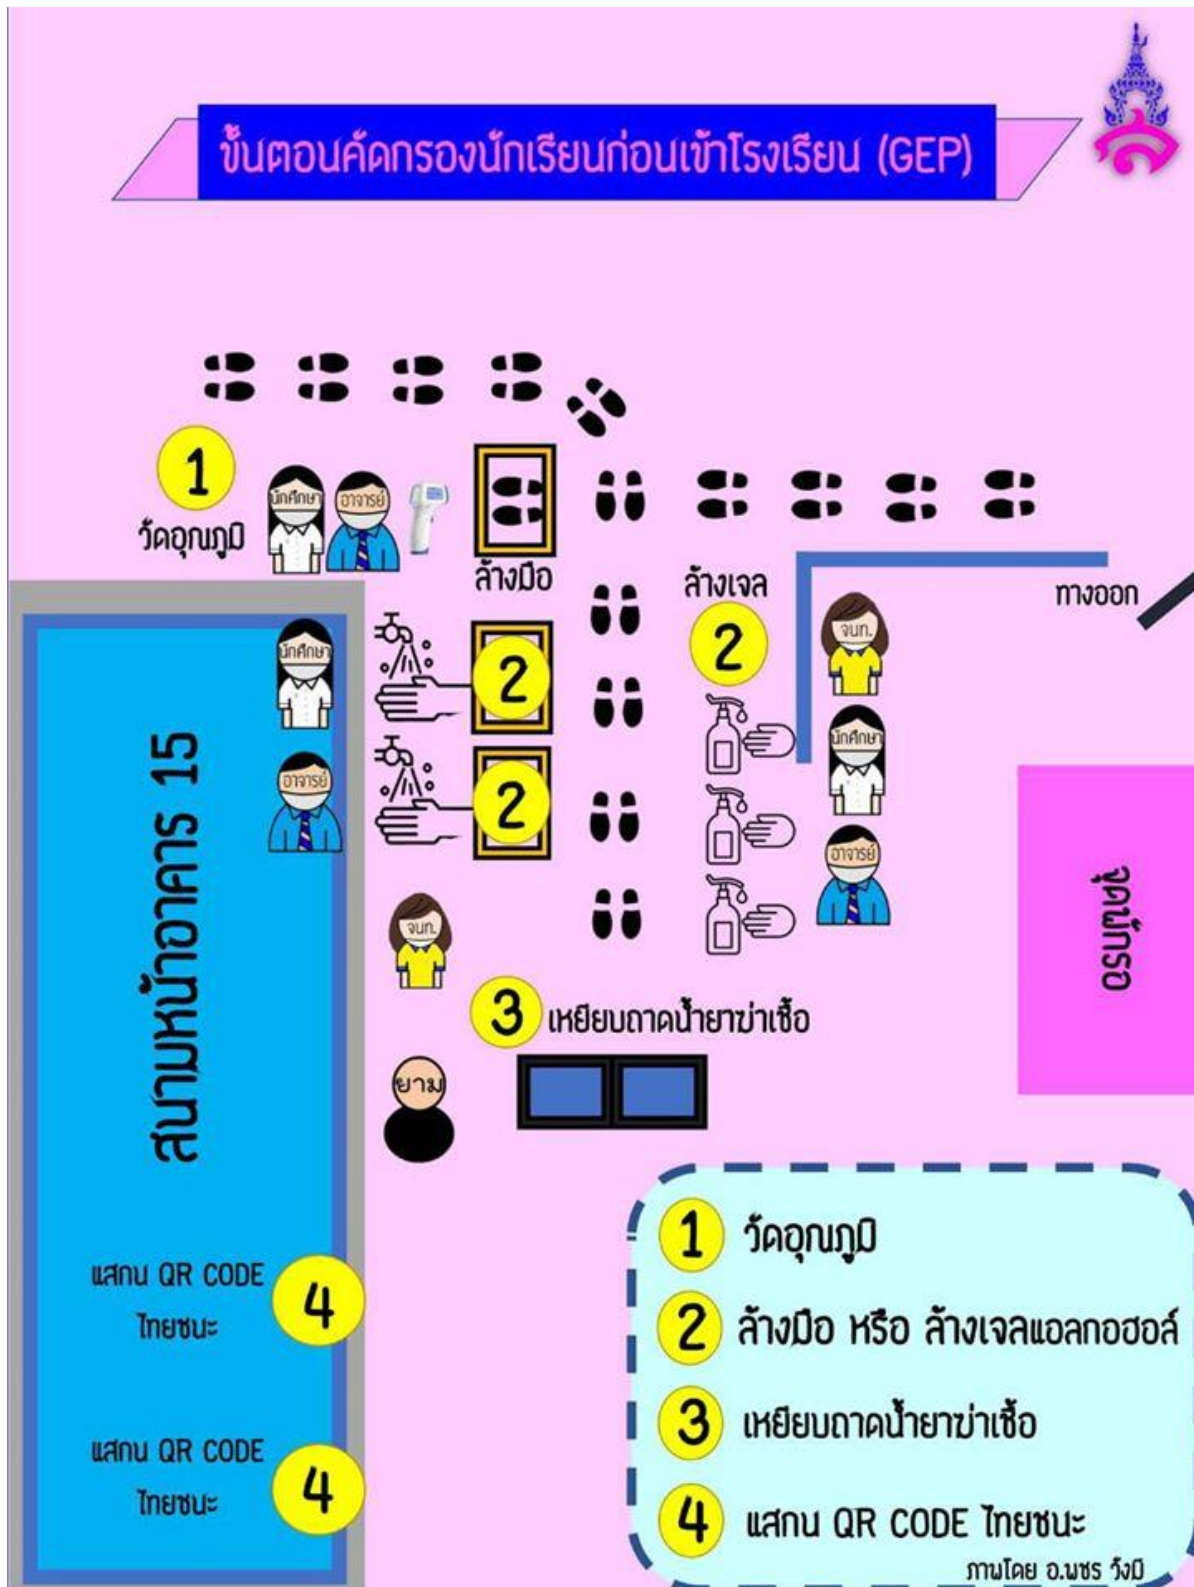 ขั้นตอนคัดกรองนักเรียนก่อนเข้าโรงเรียน (GEP)
1
วัดอุณภูมิ
นักศึกษา
อาจารย์
ล้างมือ
ล้างเจล
2
ทางออก
จนท.
นักศึกษา
อาจารย์
นักศึกษา
อาจารย์
2
2
สนามหน้าอาคาร 15
จุดพักรอ
จนท.
3 เหยียบถาดน้ำยาฆ่าเชื้อ
ยาม
แสกน QR CODE
ไทยชนะ
4
แสกน QR CODE
ไทยชนะ
4
1 วัดอุณภูมิ
2 ล้างมือ หรือ ล้างเจลแอลกอฮอล์
3 เหยียบถาดน้ำยาฆ่าเชื้อ
4 แสกน QR CODE ไทยชนะ
ภาพโดย อ.พชร วังมี